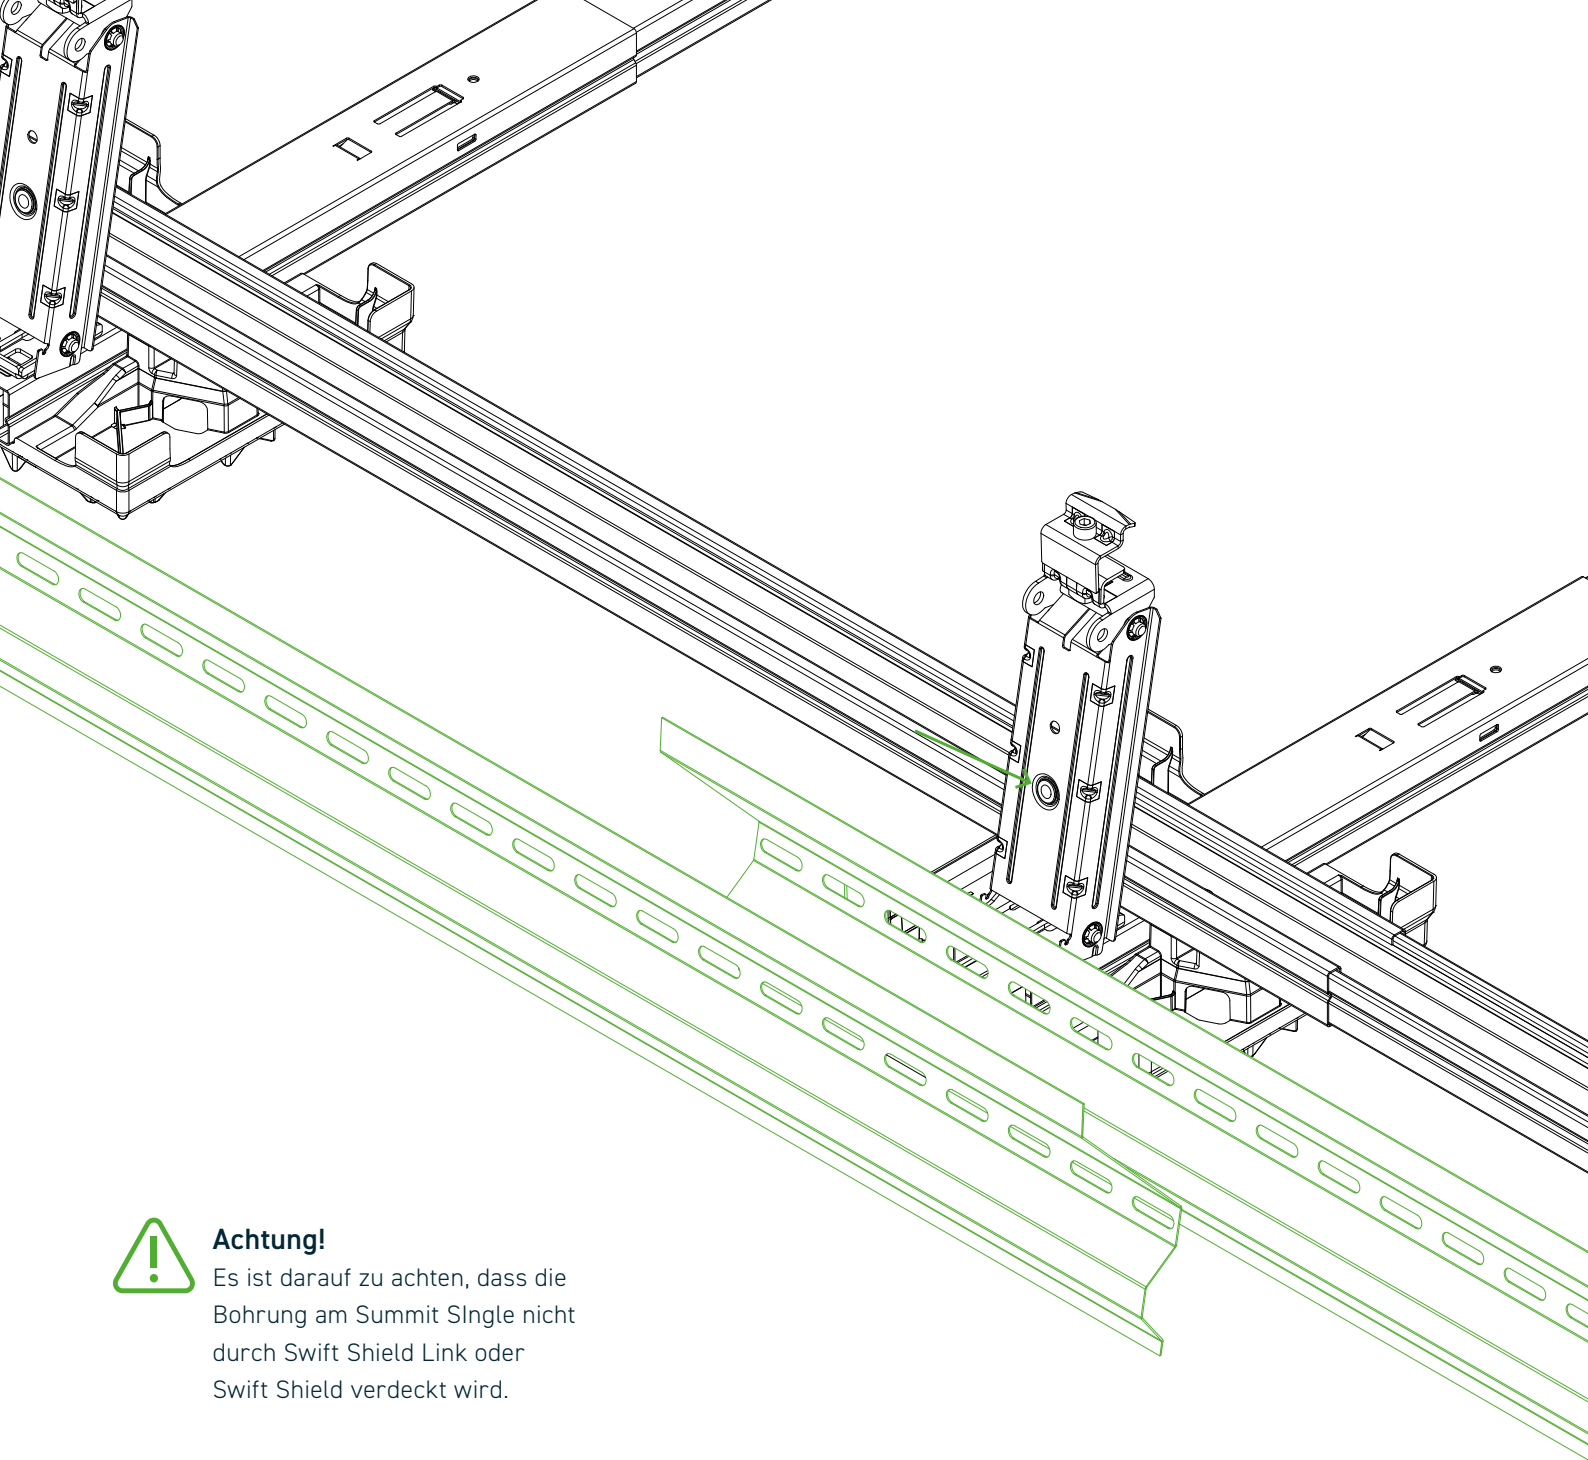 Achtung!
Es ist darauf zu achten, dass die
Bohrung am Summit SIngle nicht
durch Swift Shield Link oder
Swift Shield verdeckt wird.